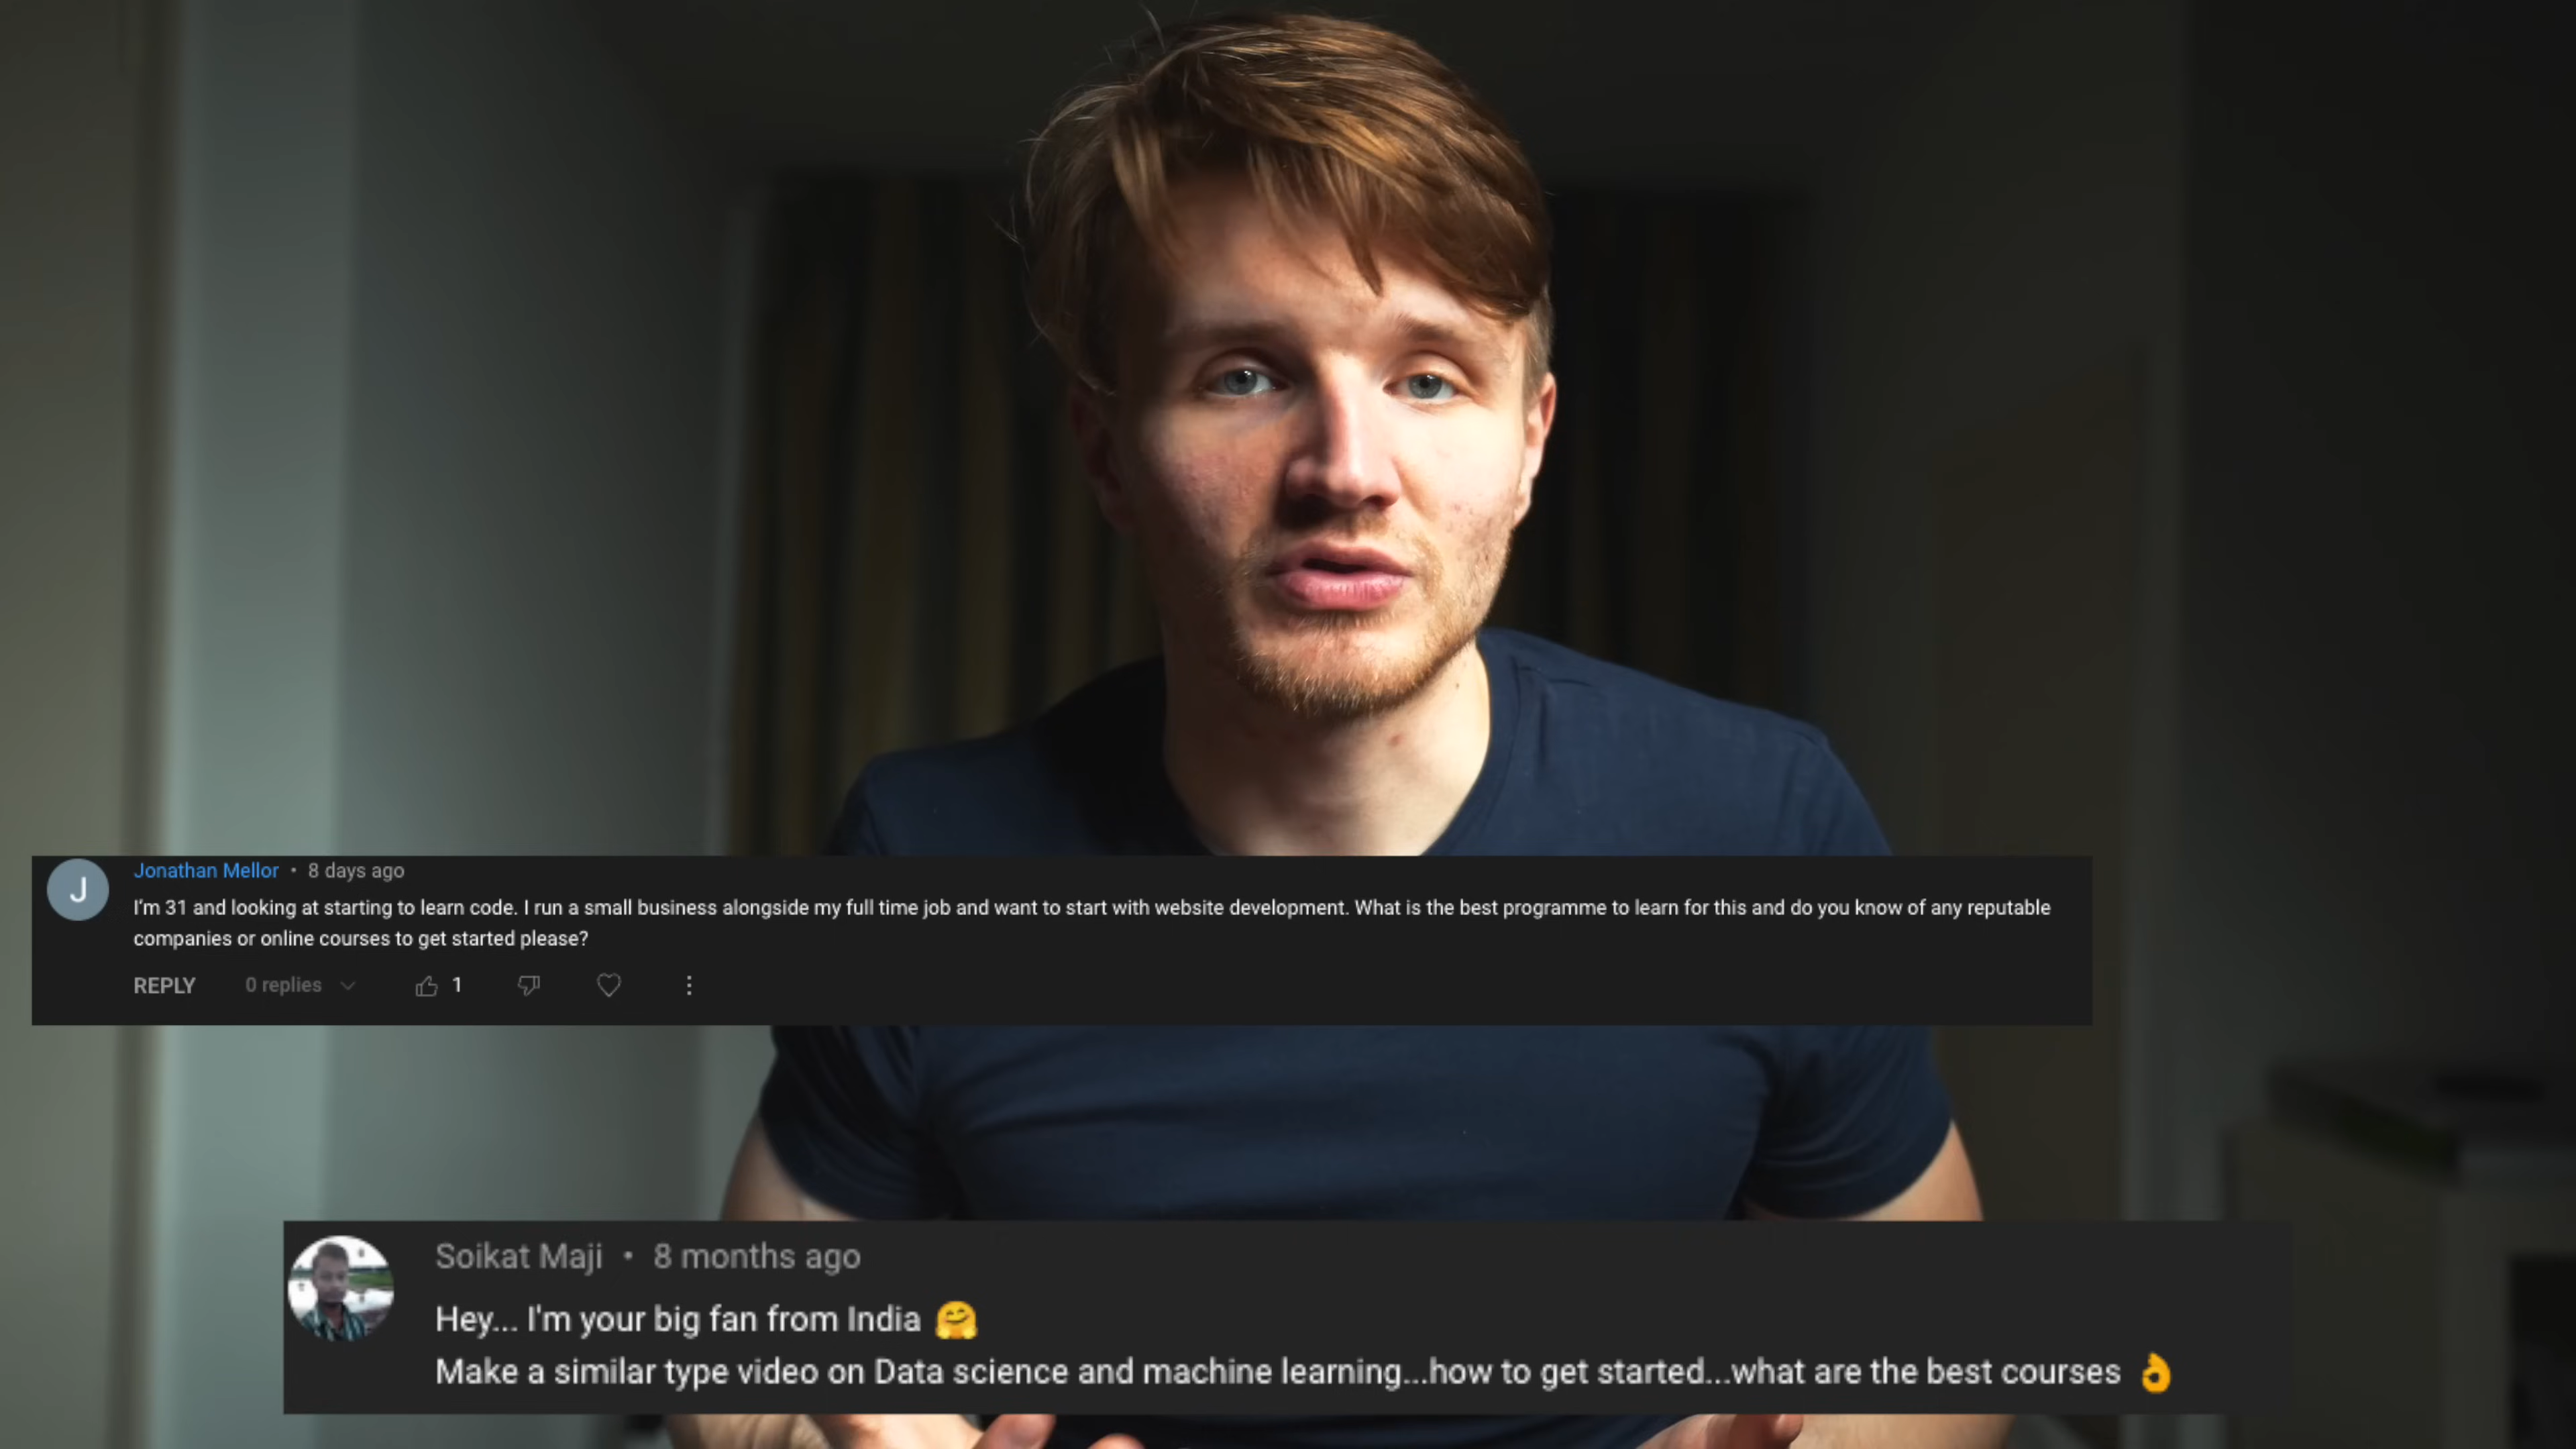 J
Jonathan Mellor • 8 days ago
I'm 31 and looking at starting to learn code. I run a small business alongside my full time job and want to start with website development. What is the best programme to learn for this and do you know of any reputable
companies or online courses to get started please?
REPLY 0 replies 1
Soikat Maji • 8 months ago
Hey... I'm your big fan from India 🤗
Make a similar type video on Data science and machine learning...how to get started...what are the best courses 👌